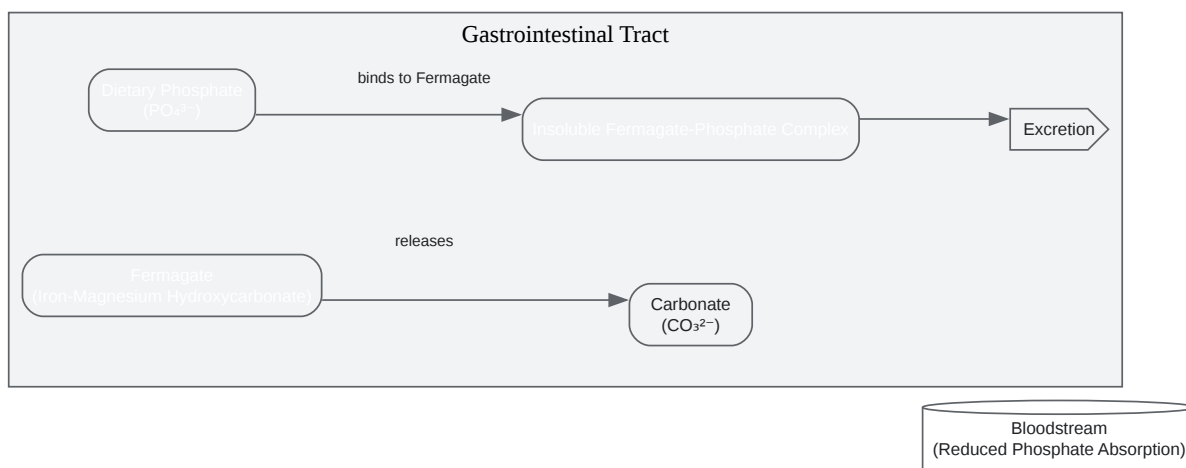 Gastrointestinal Tract
binds to Fermagate
Dietary Phosphate
(PO₄³⁻)
Insoluble Fermagate-Phosphate Complex
Excretion
releases
Fermagate
(Iron-Magnesium Hydroxycarbonate)
Carbonate
(CO₃²⁻)
Bloodstream
(Reduced Phosphate Absorption)